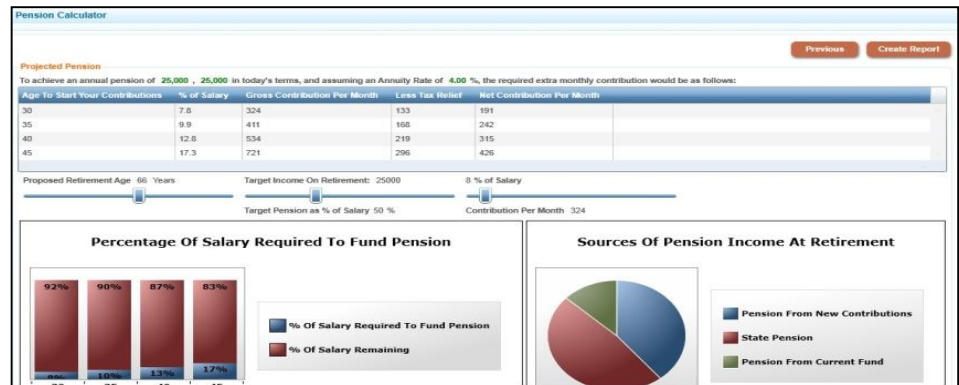 Pension Calculator
Previous Create Report
Projected Pension
To achieve an annual pension of 25,000 , 25,000 in today's terms, and assuming an Annuity Rate of 4.00 %, the required extra monthly contribution would be as follows:
Age To Start Your Contributions % of Salary Gross Contribution Per Month Less Tax Relief Net Contribution Per Month
30 7.8 324 133 191
35 9.9 411 168 242
40 12.8 534 219 315
45 17.3 721 296 426
Proposed Retirement Age 66 Years Target Income On Retirement: 25000 8 % of Salary
Target Pension as % of Salary 50 % Contribution Per Month 324
Percentage Of Salary Required To Fund Pension
92% 90% 87% 83%
8% 10% 13% 17%
% Of Salary Required To Fund Pension
% Of Salary Remaining
Sources Of Pension Income At Retirement
Pension From New Contributions
State Pension
Pension From Current Fund